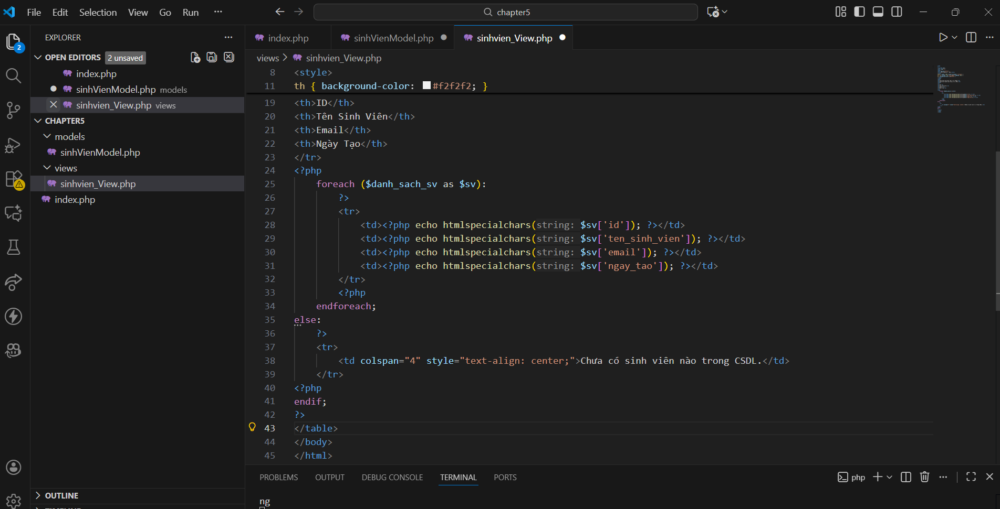 File Edit Selection View Go Run ··· chapter5
EXPLORER ···
OPEN EDITORS 2 unsaved
index.php
sinhVienModel.php models
sinhvien_View.php views
CHAPTER5
models
sinhVienModel.php
views
sinhvien_View.php
index.php
OUTLINE
TIMELINE
2
index.php sinhVienModel.php sinhvien_View.php
views > sinhvien_View.php
8 <style>
11 th { background-color: #f2f2f2; }
19 <th>ID</th>
20 <th>Tên Sinh Viên</th>
21 <th>Email</th>
22 <th>Ngày Tạo</th>
23 </tr>
24 <?php
25 foreach ($danh_sach_sv as $sv):
26 ?>
27 <tr>
28 <td><?php echo htmlspecialchars(string: $sv['id']); ?></td>
29 <td><?php echo htmlspecialchars(string: $sv['ten_sinh_vien']); ?></td>
30 <td><?php echo htmlspecialchars(string: $sv['email']); ?></td>
31 <td><?php echo htmlspecialchars(string: $sv['ngay_tao']); ?></td>
32 </tr>
33 <?php
34 endforeach;
35 else:
36 ?>
37 <tr>
38 <td colspan="4" style="text-align: center;">Chưa có sinh viên nào trong CSDL.</td>
39 </tr>
40 <?php
41 endif;
42 ?>
43 </table>
44 </body>
45 </html>
PROBLEMS OUTPUT DEBUG CONSOLE TERMINAL PORTS php
ng